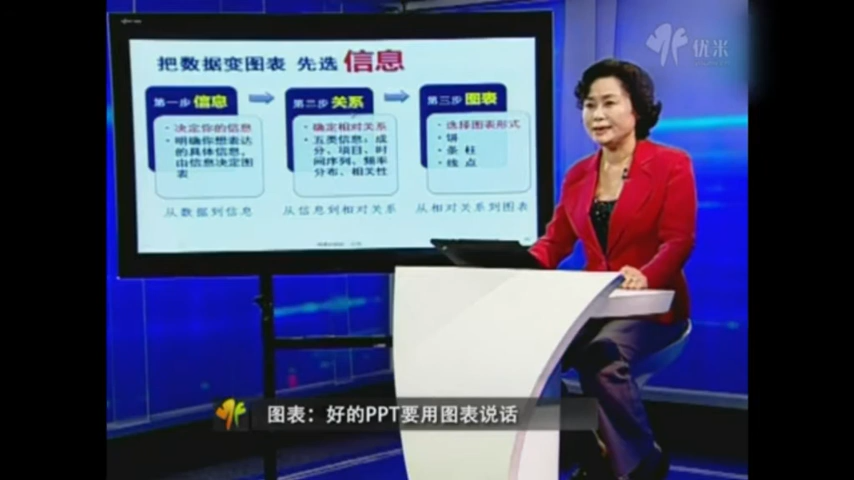 优米
把数据变图表 先选 信息
第一步 信息
• 决定你的信息
• 明确你想表达
的具体信息，
由信息决定图
表
从数据到信息
第二步 关系
• 确定相对关系
• 五类信息：成
分、项目、时
间序列、频率
分布、相关性
从信息到相对关系
第三步 图表
• 选择图表形式
• 饼
• 条 柱
• 线 点
从相对关系到图表
图表：好的PPT要用图表说话